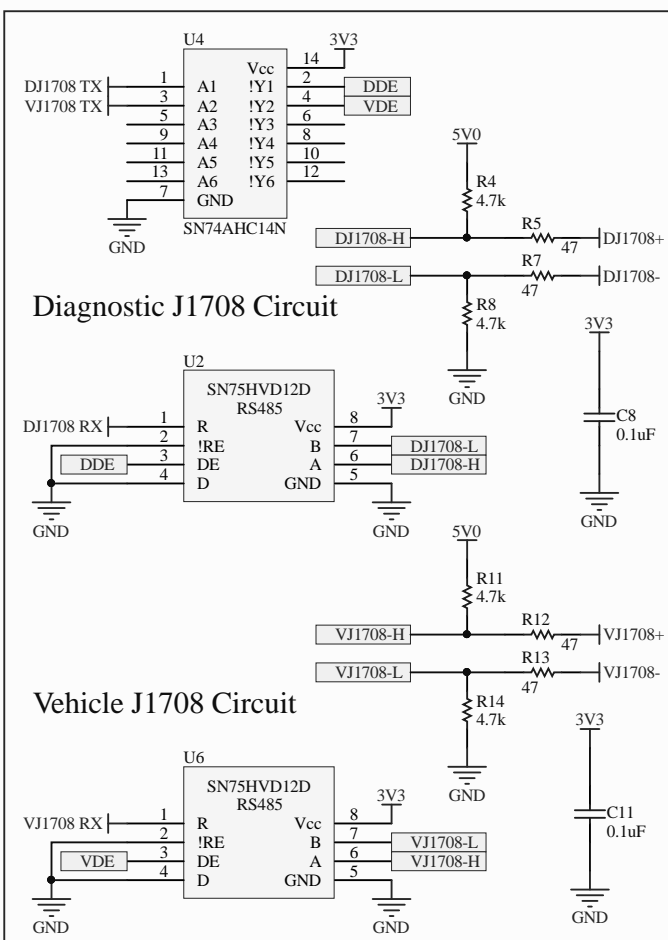 U4
3V3
Vcc 14
DJ1708 TX 1 A1 !Y1 2 DDE
VJ1708 TX 3 A2 !Y2 4 VDE
5 A3 !Y3 6
9 A4 !Y4 8
11 A5 !Y5 10
13 A6 !Y6 12
7 GND
SN74AHC14N
GND
5V0
R4
4.7k
DJ1708-H R5 47 DJ1708+
DJ1708-L R7 47 DJ1708-
R8
4.7k
GND
Diagnostic J1708 Circuit
3V3
C8
0.1uF
GND
U2
SN75HVD12D
RS485
3V3
DJ1708 RX 1 R Vcc 8
2 !RE B 7 DJ1708-L
DDE 3 DE A 6 DJ1708-H
4 D GND 5
GND
GND
5V0
R11
4.7k
VJ1708-H R12 47 VJ1708+
VJ1708-L R13 47 VJ1708-
R14
4.7k
GND
Vehicle J1708 Circuit
3V3
C11
0.1uF
GND
U6
SN75HVD12D
RS485
3V3
VJ1708 RX 1 R Vcc 8
2 !RE B 7 VJ1708-L
VDE 3 DE A 6 VJ1708-H
4 D GND 5
GND
GND